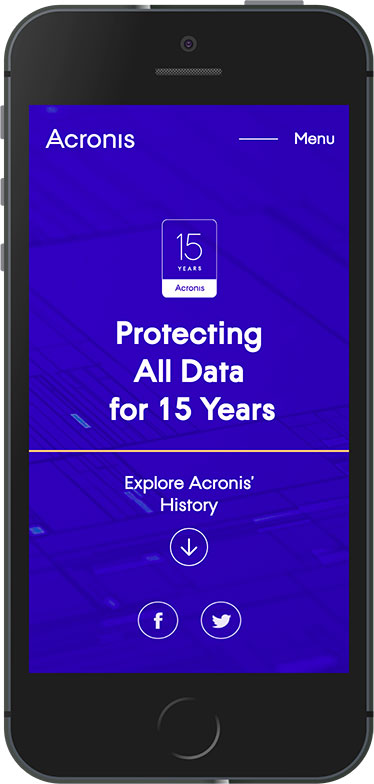 Acronis
Menu
15
YEARS
Acronis
Protecting
All Data
for 15 Years
Explore Acronis’
History